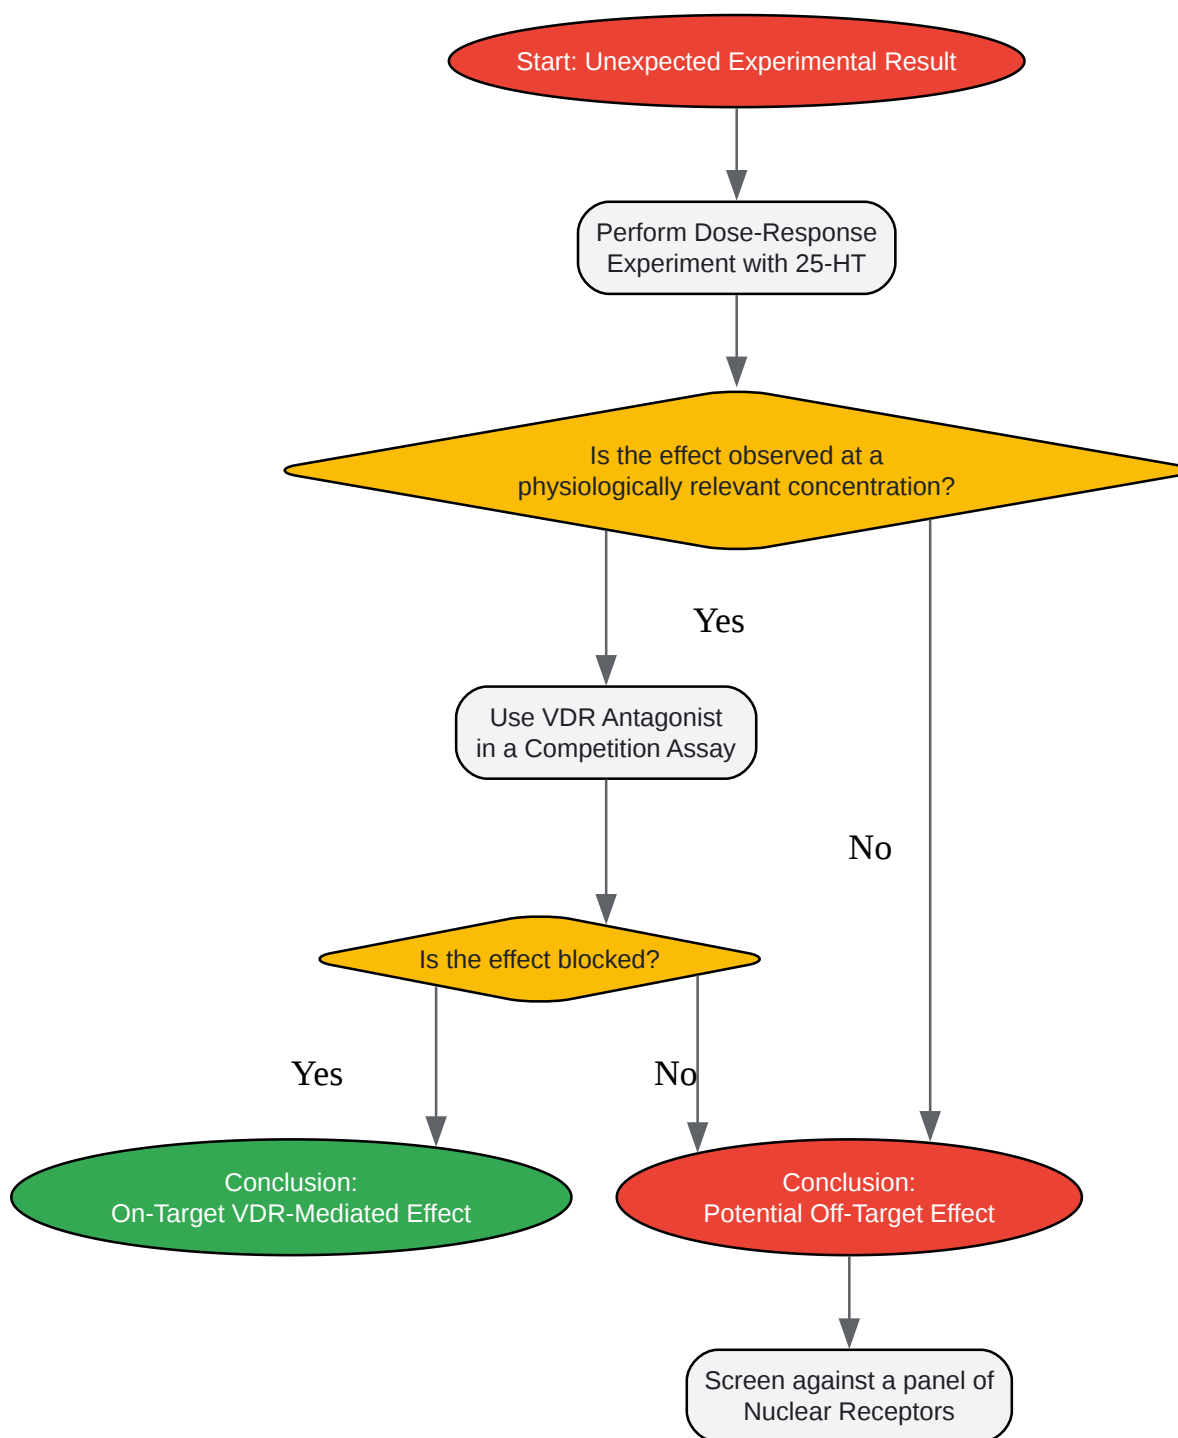 Start: Unexpected Experimental Result
Perform Dose-Response
Experiment with 25-HT
Is the effect observed at a
physiologically relevant concentration?
Yes
Use VDR Antagonist
in a Competition Assay
No
Is the effect blocked?
Yes
No
Conclusion:
On-Target VDR-Mediated Effect
Conclusion:
Potential Off-Target Effect
Screen against a panel of
Nuclear Receptors